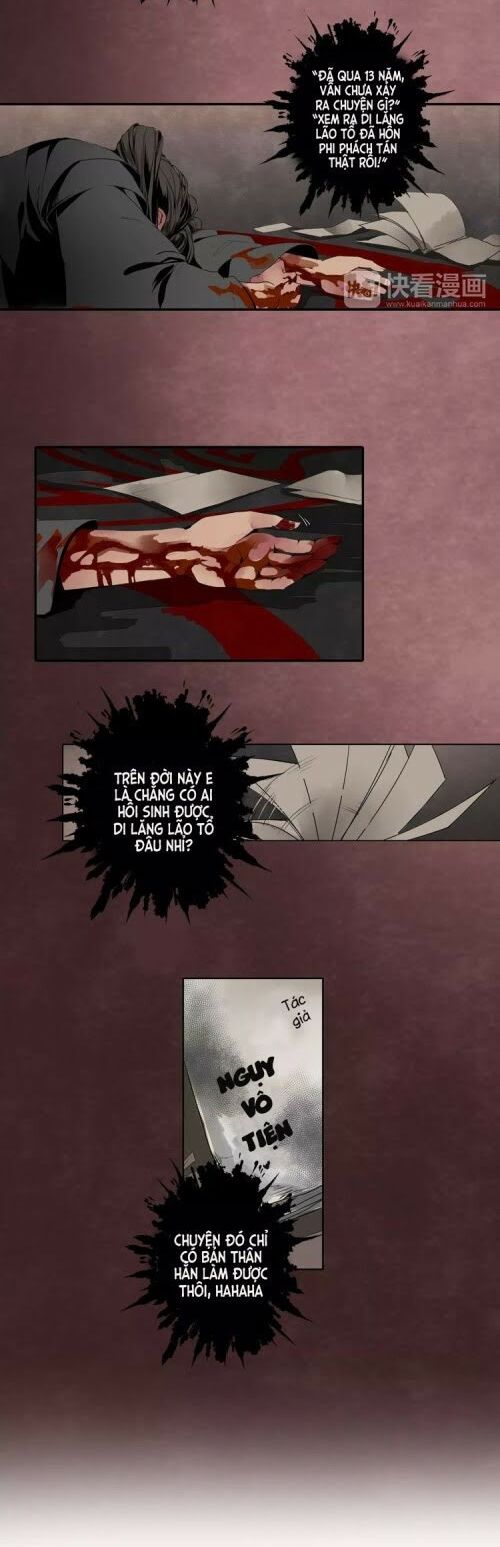 "ĐÃ QUA 13 NĂM,
VẪN CHƯA XẢY
RA CHUYỆN GÌ?"
"XEM RA DI LĂNG
LÃO TỔ ĐÃ HỒN
PHI PHÁCH TÁN
THẬT RỒI!"
快看!
快看漫画
www.kuaikanmanhua.com
TRÊN ĐỜI NÀY E
LÀ CHẲNG CÓ AI
HỒI SINH ĐƯỢC
DI LĂNG LÃO TỔ
ĐÂU NHỈ?
Tác
giả
NGỤY
VÔ
TIỆN
CHUYỆN ĐÓ CHỈ
CÓ BẢN THÂN
HẮN LÀM ĐƯỢC
THÔI, HAHAHA